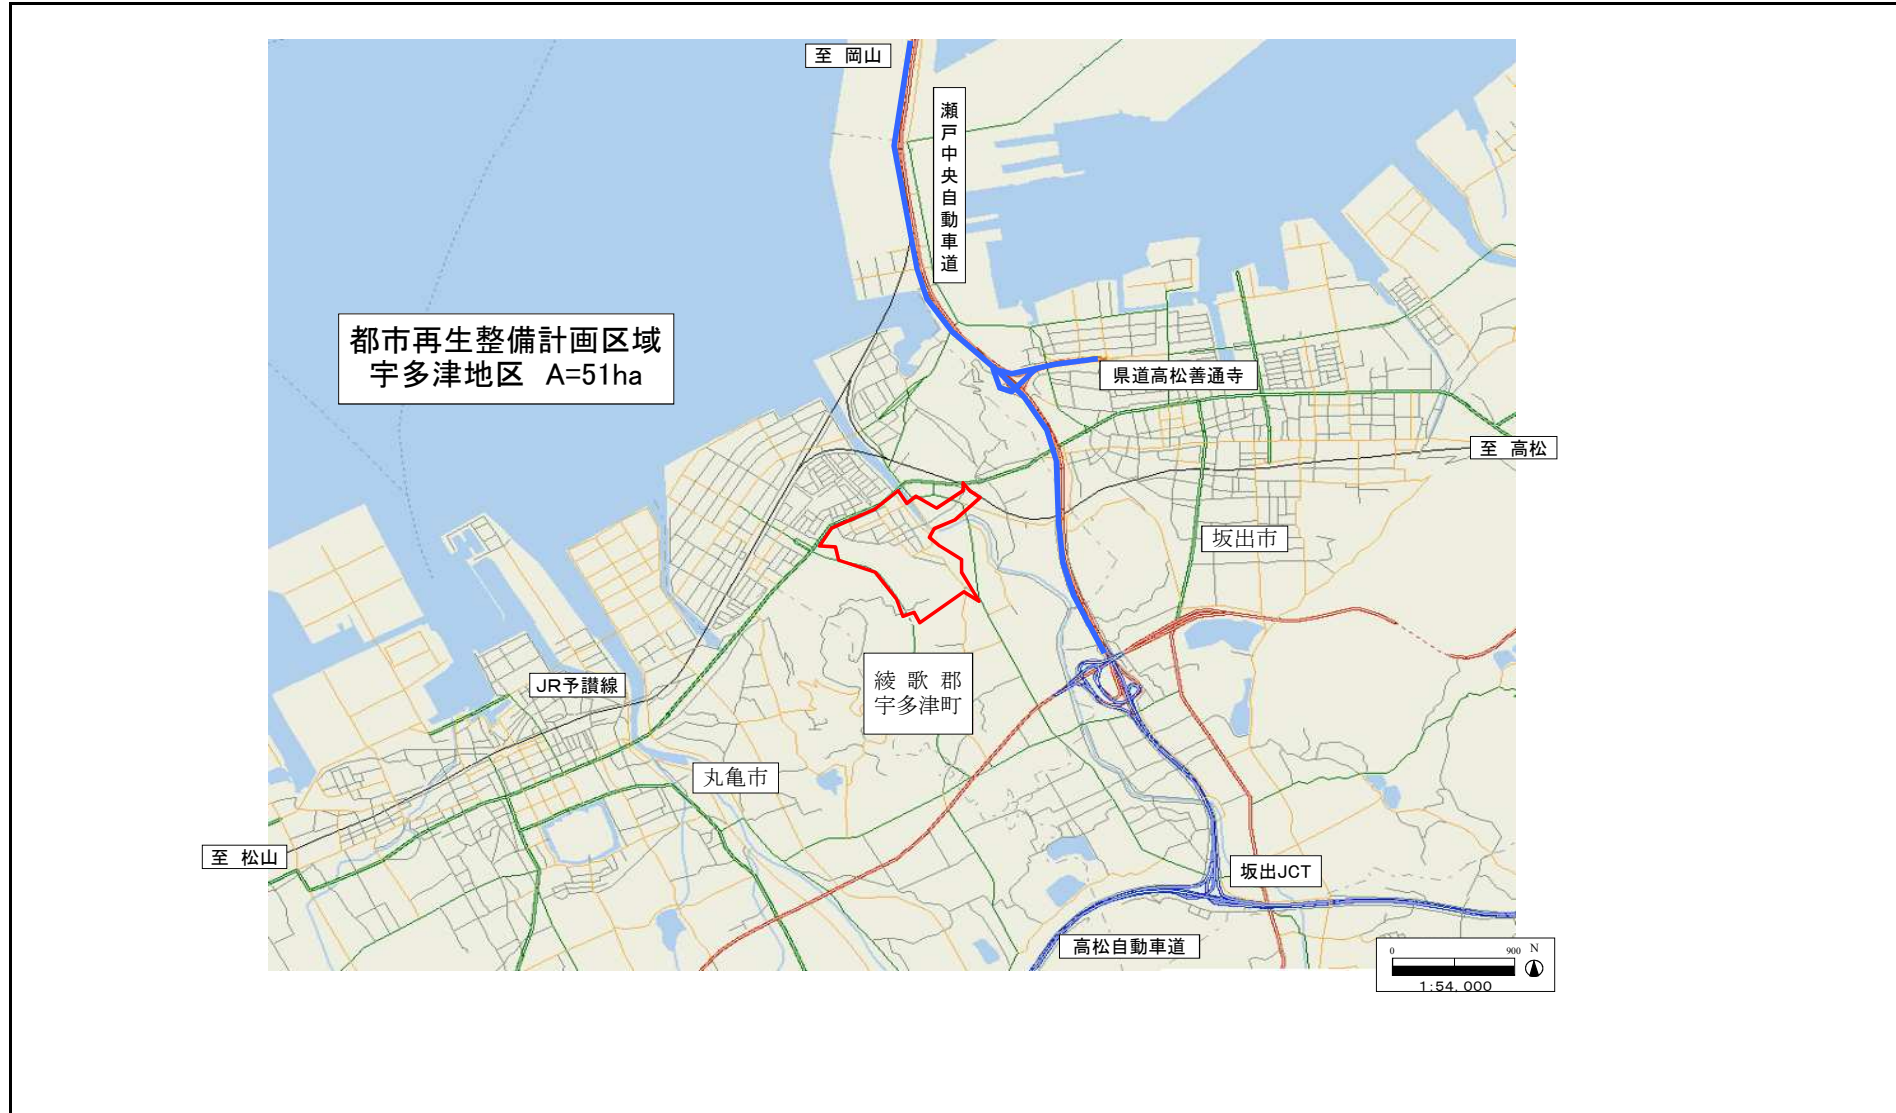 至 岡山
瀬戸中央自動車道
都市再生整備計画区域
宇多津地区 A=51ha
県道高松善通寺
至 高松
坂出市
綾歌郡
宇多津町
JR予讃線
丸亀市
至 松山
坂出JCT
高松自動車道
0 900 N
1:54,000